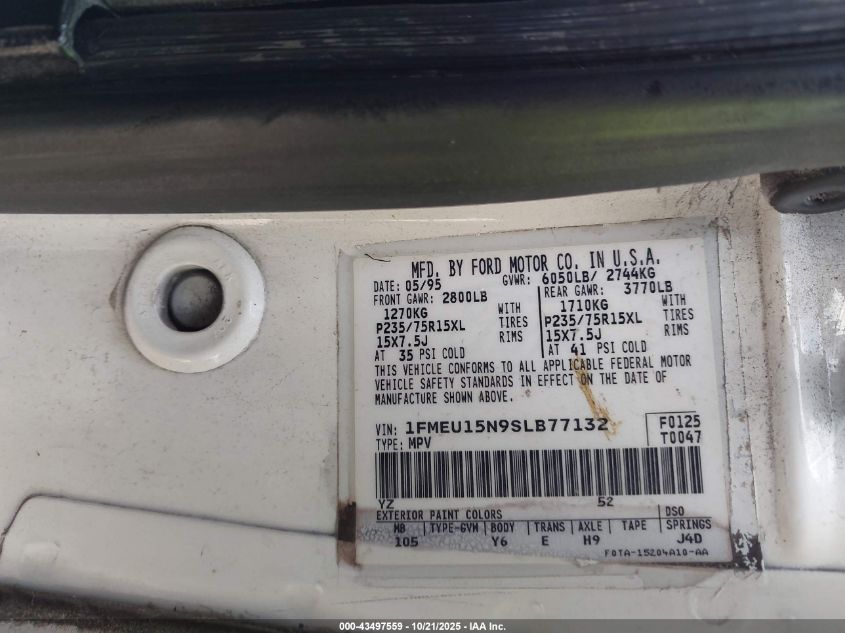 MFD. BY FORD MOTOR CO. IN U.S.A.
DATE: 05/95 GVWR: 6050LB/ 2744KG
FRONT GAWR: 2800LB REAR GAWR: 3770LB
1270KG WITH 1710KG WITH
P235/75R15XL TIRES P235/75R15XL TIRES
15X7.5J RIMS 15X7.5J RIMS
AT 35 PSI COLD AT 41 PSI COLD
THIS VEHICLE CONFORMS TO ALL APPLICABLE FEDERAL MOTOR
VEHICLE SAFETY STANDARDS IN EFFECT ON THE DATE OF
MANUFACTURE SHOWN ABOVE.
VIN: 1FMEU15N9SLB77132 F0125
TYPE: MPV T0047
YZ 52
EXTERIOR PAINT COLORS DSO
WB TYPE-GVM BODY TRANS AXLE TAPE SPRINGS
105 Y6 E H9 J4D
F0TA-15204A10-AA
000-43497559 - 10/21/2025 - IAA Inc.